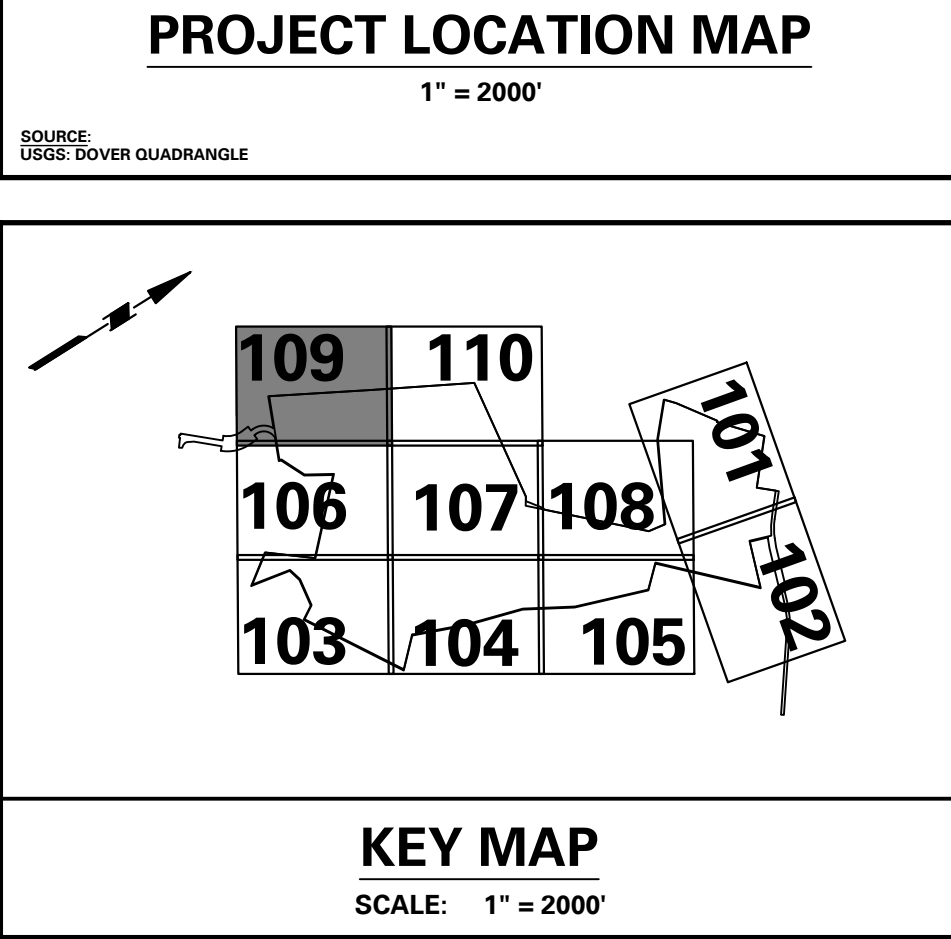 PROJECT LOCATION MAP
1" = 2000'
SOURCE:
USGS: DOVER QUADRANGLE
N
109
110
101
106
107
108
102
103
104
105
KEY MAP
SCALE: 1" = 2000'